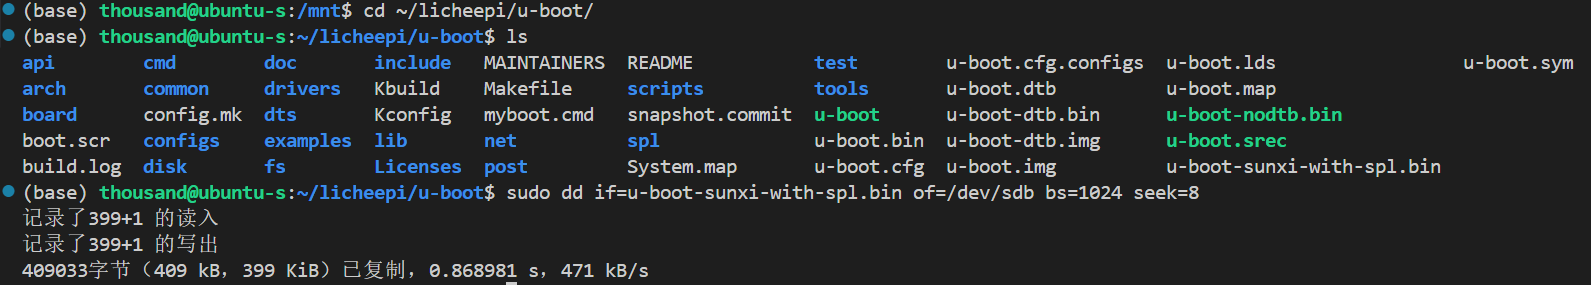 (base) thousand@ubuntu-s:/mnt$ cd ~/licheepi/u-boot/
(base) thousand@ubuntu-s:~/licheepi/u-boot$ ls
api cmd doc include MAINTAINERS README test u-boot.cfg.configs u-boot.lds u-boot.sym
arch common drivers Kbuild Makefile scripts tools u-boot.dtb u-boot.map
board config.mk dts Kconfig myboot.cmd snapshot.commit u-boot u-boot-dtb.bin u-boot-nodtb.bin
boot.scr configs examples lib net spl u-boot.bin u-boot-dtb.img u-boot.srec
build.log disk fs Licenses post System.map u-boot.cfg u-boot.img u-boot-sunxi-with-spl.bin
(base) thousand@ubuntu-s:~/licheepi/u-boot$ sudo dd if=u-boot-sunxi-with-spl.bin of=/dev/sdb bs=1024 seek=8
记录了399+1 的读入
记录了399+1 的写出
409033字节（409 kB，399 KiB）已复制，0.868981 s，471 kB/s